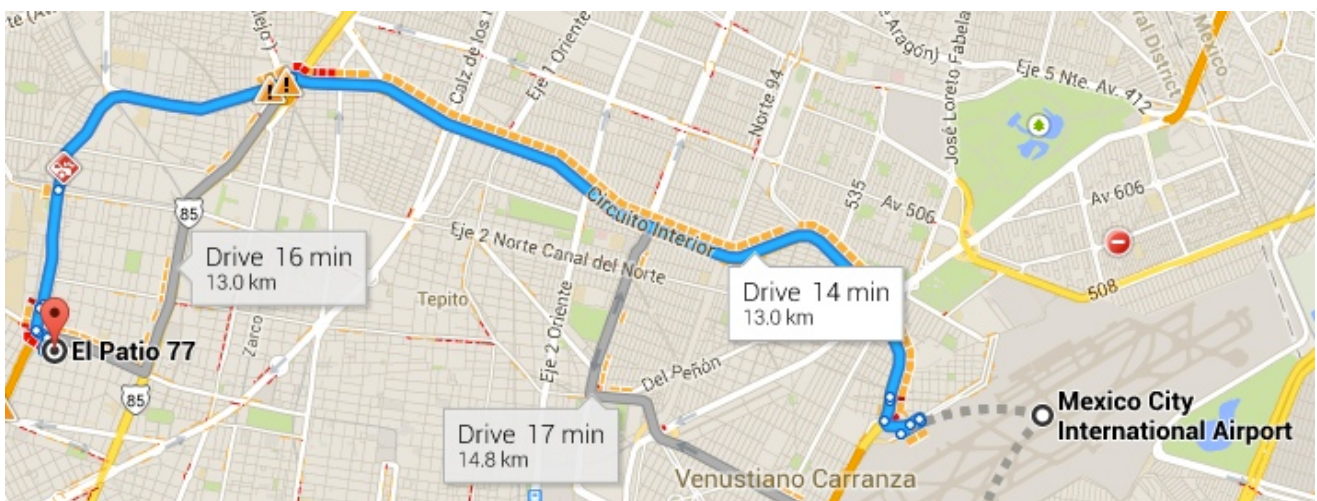 alejo )
Calz de los
Eje 1 Oriente
Norte 94
Aragón)
José Loreto Fabela
Eje 5 Nte. Av. 412
Mexico
District
Av 606
535
Av 506
508
85
Circuito Interior
Drive 16 min
13.0 km
Eje 2 Norte Canal del Norte
Tepito
Drive 14 min
13.0 km
Zarco
El Patio 77
85
Eje 2 Oriente
Del Peñón
Drive 17 min
14.8 km
Mexico City
International Airport
Venustiano Carranza